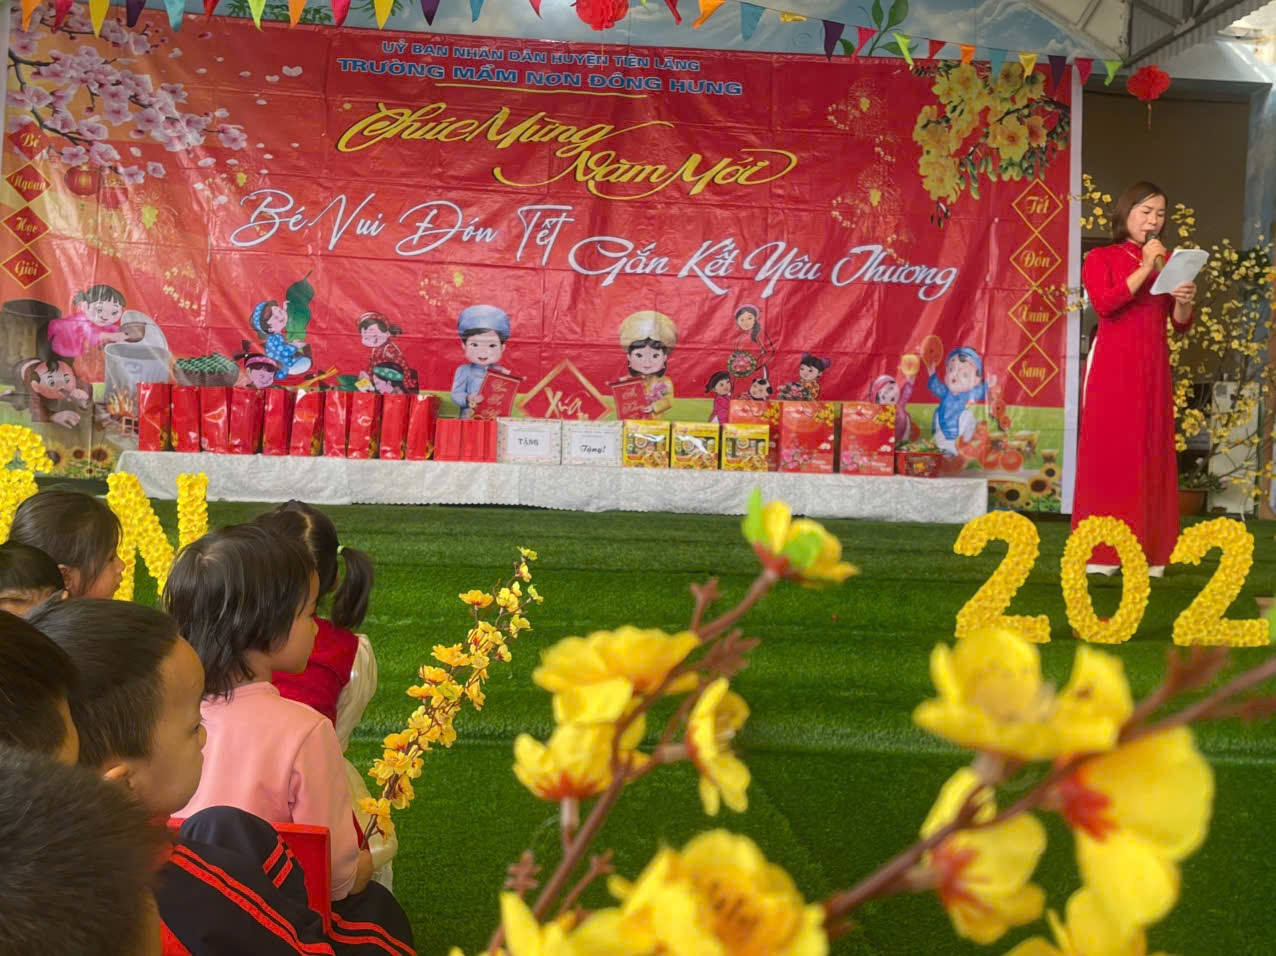 UỶ BAN NHÂN DÂN HUYỆN TIÊN LÃNG
TRƯỜNG MẦM NON ĐÔNG HƯNG
Chúc Mừng
Năm Mới
Bé Vui Đón Tết
Gắn Kết Yêu Thương
Bé
Ngoan
Học
Giỏi
Tết
Đón
Xuân
Sang
Xuân
TẶNG
Tặng!
N
202